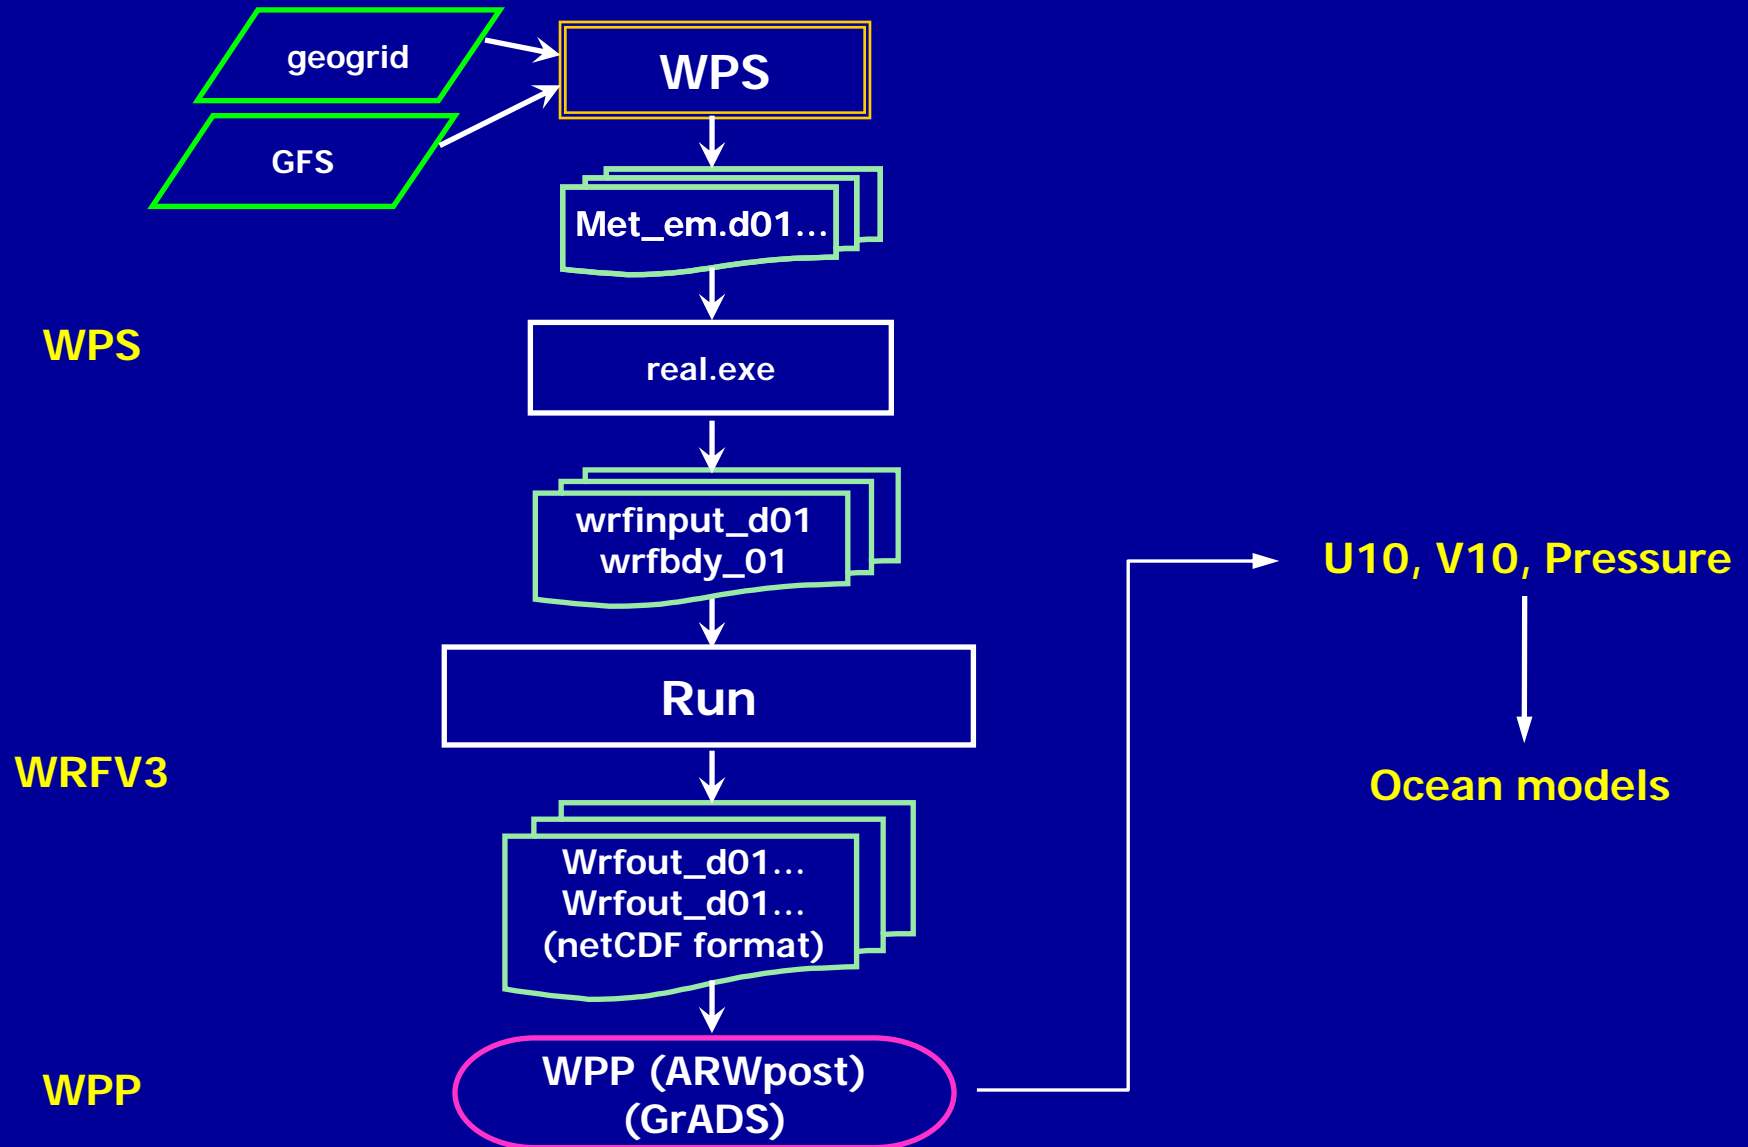 geogrid
WPS
GFS
Met_em.d01...
WPS
real.exe
wrfinput_d01
wrfbdy_01
U10, V10, Pressure
Run
WRFV3
Ocean models
Wrfout_d01...
Wrfout_d01...
(netCDF format)
WPP (ARWpost)
(GrADS)
WPP